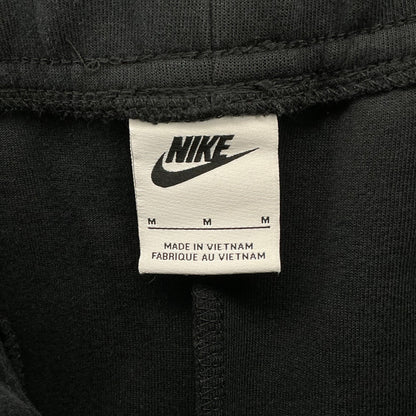 NIKE
M M M
MADE IN VIETNAM
FABRIQUE AU VIETNAM